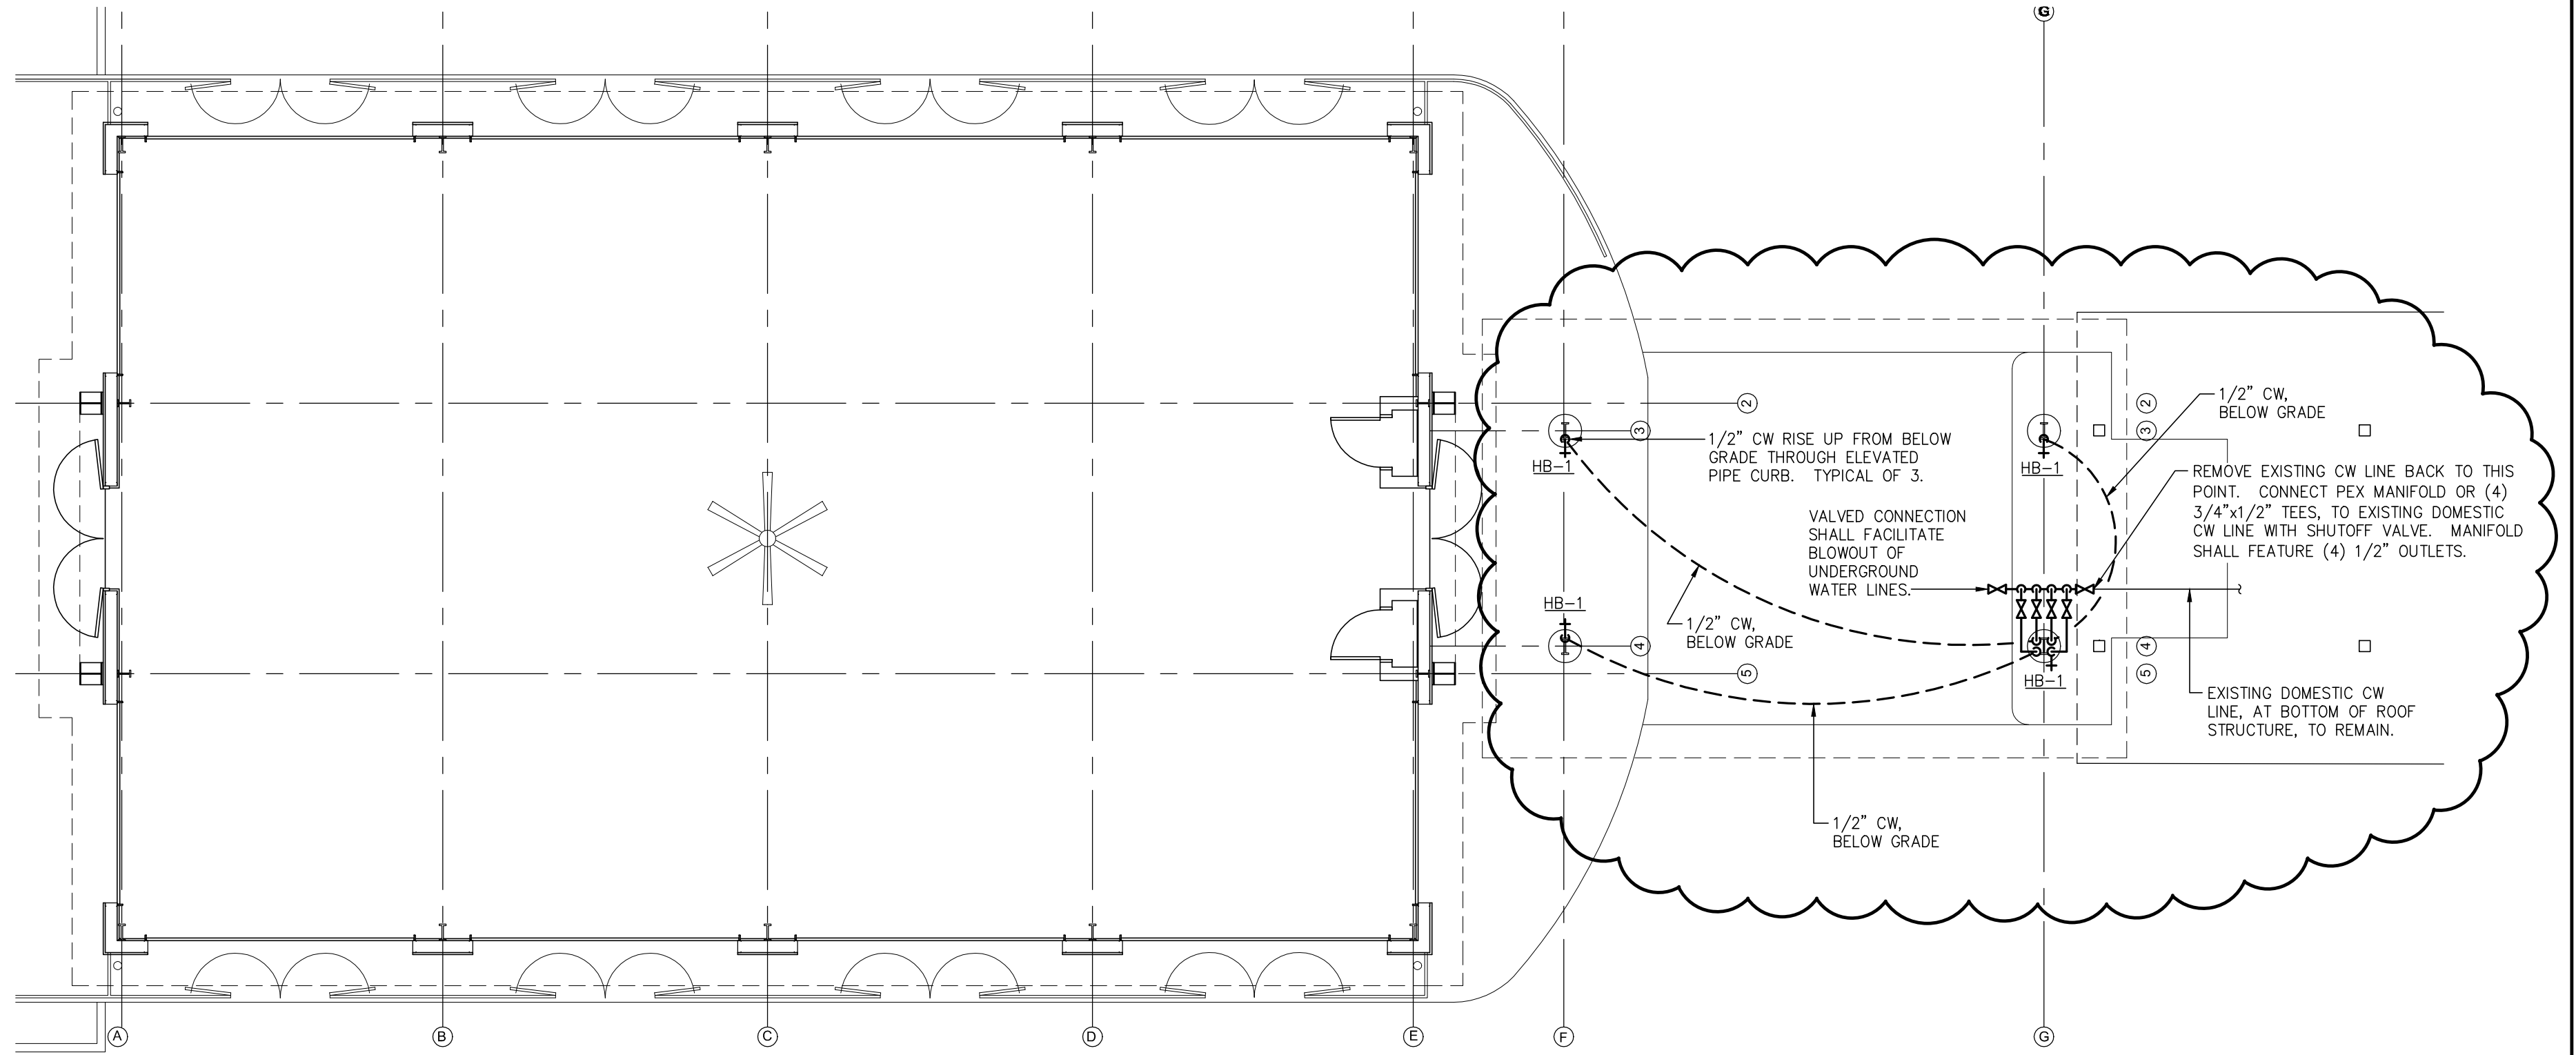 G
2
3
HB-1
1/2" CW RISE UP FROM BELOW
GRADE THROUGH ELEVATED
PIPE CURB.  TYPICAL OF 3.
HB-1
2
3
1/2" CW,
BELOW GRADE
REMOVE EXISTING CW LINE BACK TO THIS
POINT.  CONNECT PEX MANIFOLD OR (4)
3/4"x1/2" TEES, TO EXISTING DOMESTIC
CW LINE WITH SHUTOFF VALVE.  MANIFOLD
SHALL FEATURE (4) 1/2" OUTLETS.
VALVED CONNECTION
SHALL FACILITATE
BLOWOUT OF
UNDERGROUND
WATER LINES.
HB-1
1/2" CW,
BELOW GRADE
4
5
HB-1
4
5
EXISTING DOMESTIC CW
LINE, AT BOTTOM OF ROOF
STRUCTURE, TO REMAIN.
1/2" CW,
BELOW GRADE
A
B
C
D
E
F
G